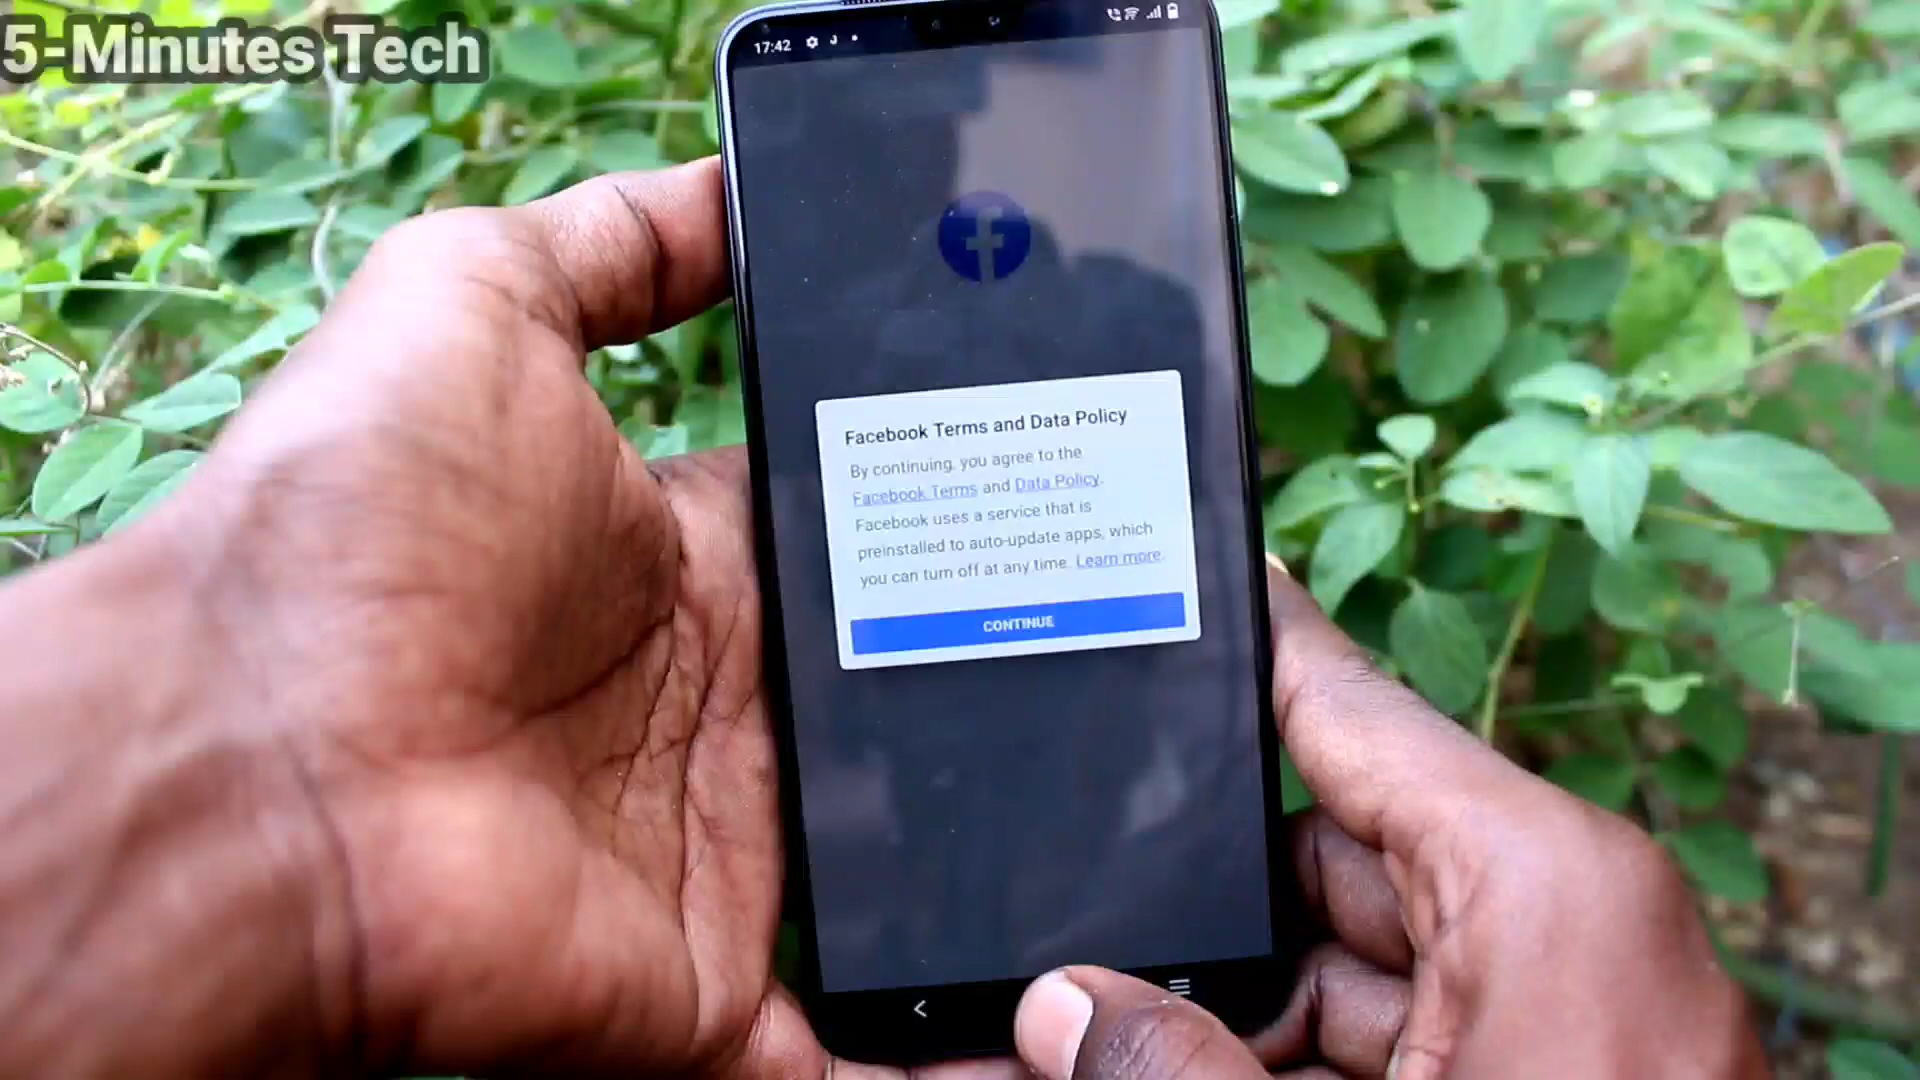 5-Minutes Tech
17:42
Facebook Terms and Data Policy
By continuing, you agree to the
Facebook Terms and Data Policy.
Facebook uses a service that is
preinstalled to auto-update apps, which
you can turn off at any time. Learn more.
CONTINUE